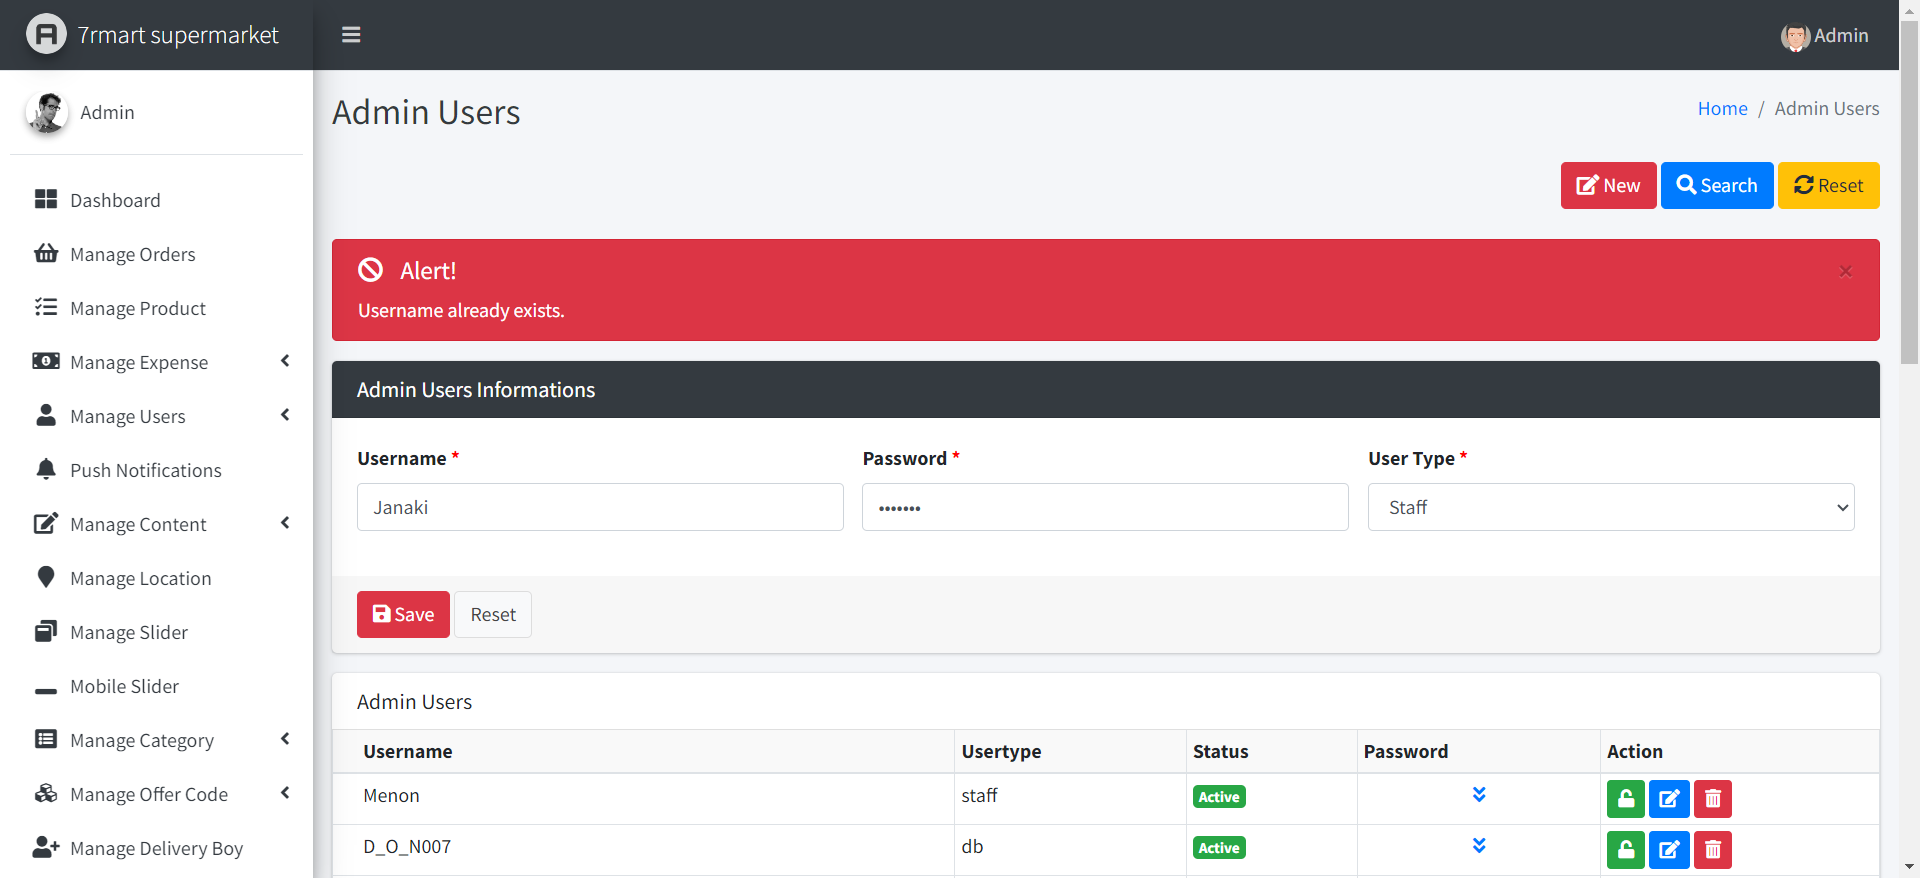 7rmart supermarket
Admin
Admin
Dashboard
Manage Orders
Manage Product
Manage Expense
Manage Users
Push Notifications
Manage Content
Manage Location
Manage Slider
Mobile Slider
Manage Category
Manage Offer Code
Manage Delivery Boy
Admin Users
Home / Admin Users
New Search Reset
Alert! ×
Username already exists.
Admin Users Informations
Username * Password * User Type *
Janaki ••••••• Staff
Save Reset
Admin Users
Username Usertype Status Password Action
Menon staff Active
D_O_N007 db Active